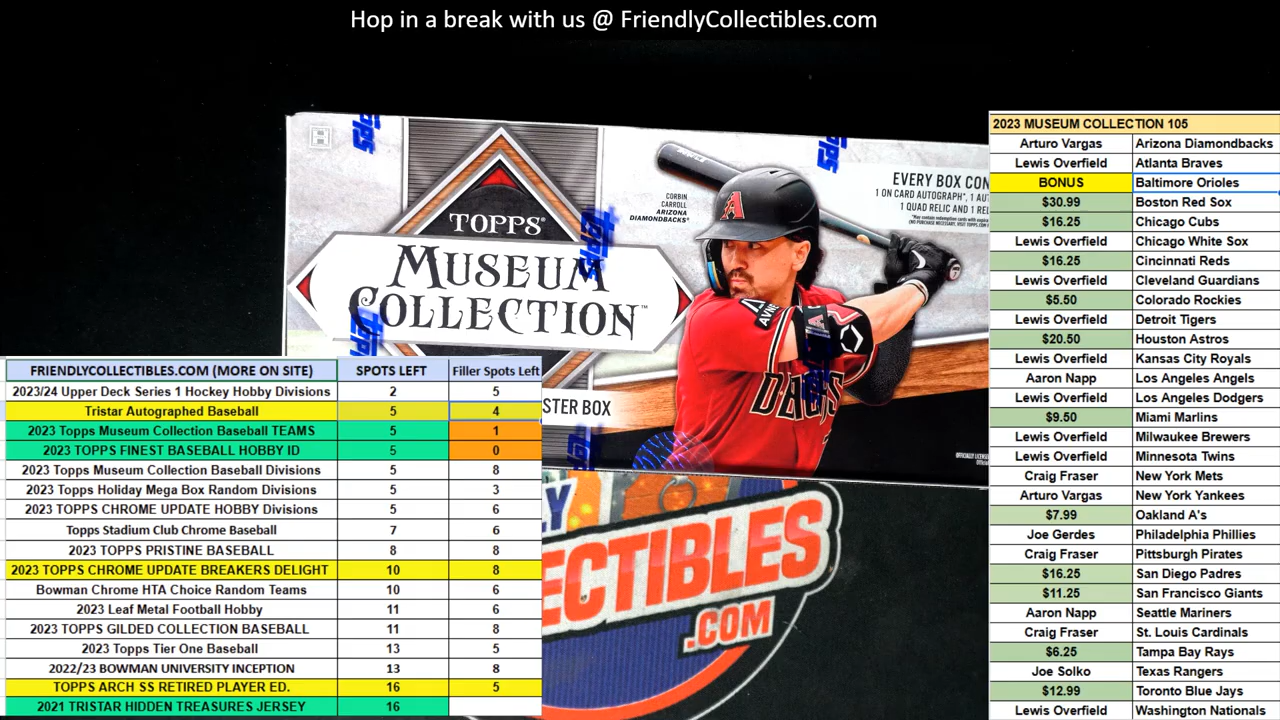 Hop in a break with us @ FriendlyCollectibles.com
H
topps
topps
topps
topps
topps
TOPPS®
MUSEUM
COLLECTION™
CORBIN
CARROLL
ARIZONA
DIAMONDBACKS®
EVERY BOX CON
1 ON CARD AUTOGRAPH*, 1 AU
1 QUAD RELIC AND 1 REL
STER BOX
A
AVNE
DBACKS
LY
ECTIBLES
.COM
FRIENDLYCOLLECTIBLES.COM (MORE ON SITE) SPOTS LEFT Filler Spots Left
2023/24 Upper Deck Series 1 Hockey Hobby Divisions 2 5
Tristar Autographed Baseball 5 4
2023 Topps Museum Collection Baseball TEAMS 5 1
2023 TOPPS FINEST BASEBALL HOBBY ID 5 0
2023 Topps Museum Collection Baseball Divisions 5 8
2023 Topps Holiday Mega Box Random Divisions 5 3
2023 TOPPS CHROME UPDATE HOBBY Divisions 5 6
Topps Stadium Club Chrome Baseball 7 6
2023 TOPPS PRISTINE BASEBALL 8 8
2023 TOPPS CHROME UPDATE BREAKERS DELIGHT 10 8
Bowman Chrome HTA Choice Random Teams 10 6
2023 Leaf Metal Football Hobby 11 6
2023 TOPPS GILDED COLLECTION BASEBALL 11 8
2023 Topps Tier One Baseball 13 5
2022/23 BOWMAN UNIVERSITY INCEPTION 13 8
TOPPS ARCH SS RETIRED PLAYER ED. 16 5
2021 TRISTAR HIDDEN TREASURES JERSEY 16
2023 MUSEUM COLLECTION 105
Arturo Vargas Arizona Diamondbacks
Lewis Overfield Atlanta Braves
BONUS Baltimore Orioles
$30.99 Boston Red Sox
$16.25 Chicago Cubs
Lewis Overfield Chicago White Sox
$16.25 Cincinnati Reds
Lewis Overfield Cleveland Guardians
$5.50 Colorado Rockies
Lewis Overfield Detroit Tigers
$20.50 Houston Astros
Lewis Overfield Kansas City Royals
Aaron Napp Los Angeles Angels
Lewis Overfield Los Angeles Dodgers
$9.50 Miami Marlins
Lewis Overfield Milwaukee Brewers
Lewis Overfield Minnesota Twins
Craig Fraser New York Mets
Arturo Vargas New York Yankees
$7.99 Oakland A's
Joe Gerdes Philadelphia Phillies
Craig Fraser Pittsburgh Pirates
$16.25 San Diego Padres
$11.25 San Francisco Giants
Aaron Napp Seattle Mariners
Craig Fraser St. Louis Cardinals
$6.25 Tampa Bay Rays
Joe Solko Texas Rangers
$12.99 Toronto Blue Jays
Lewis Overfield Washington Nationals